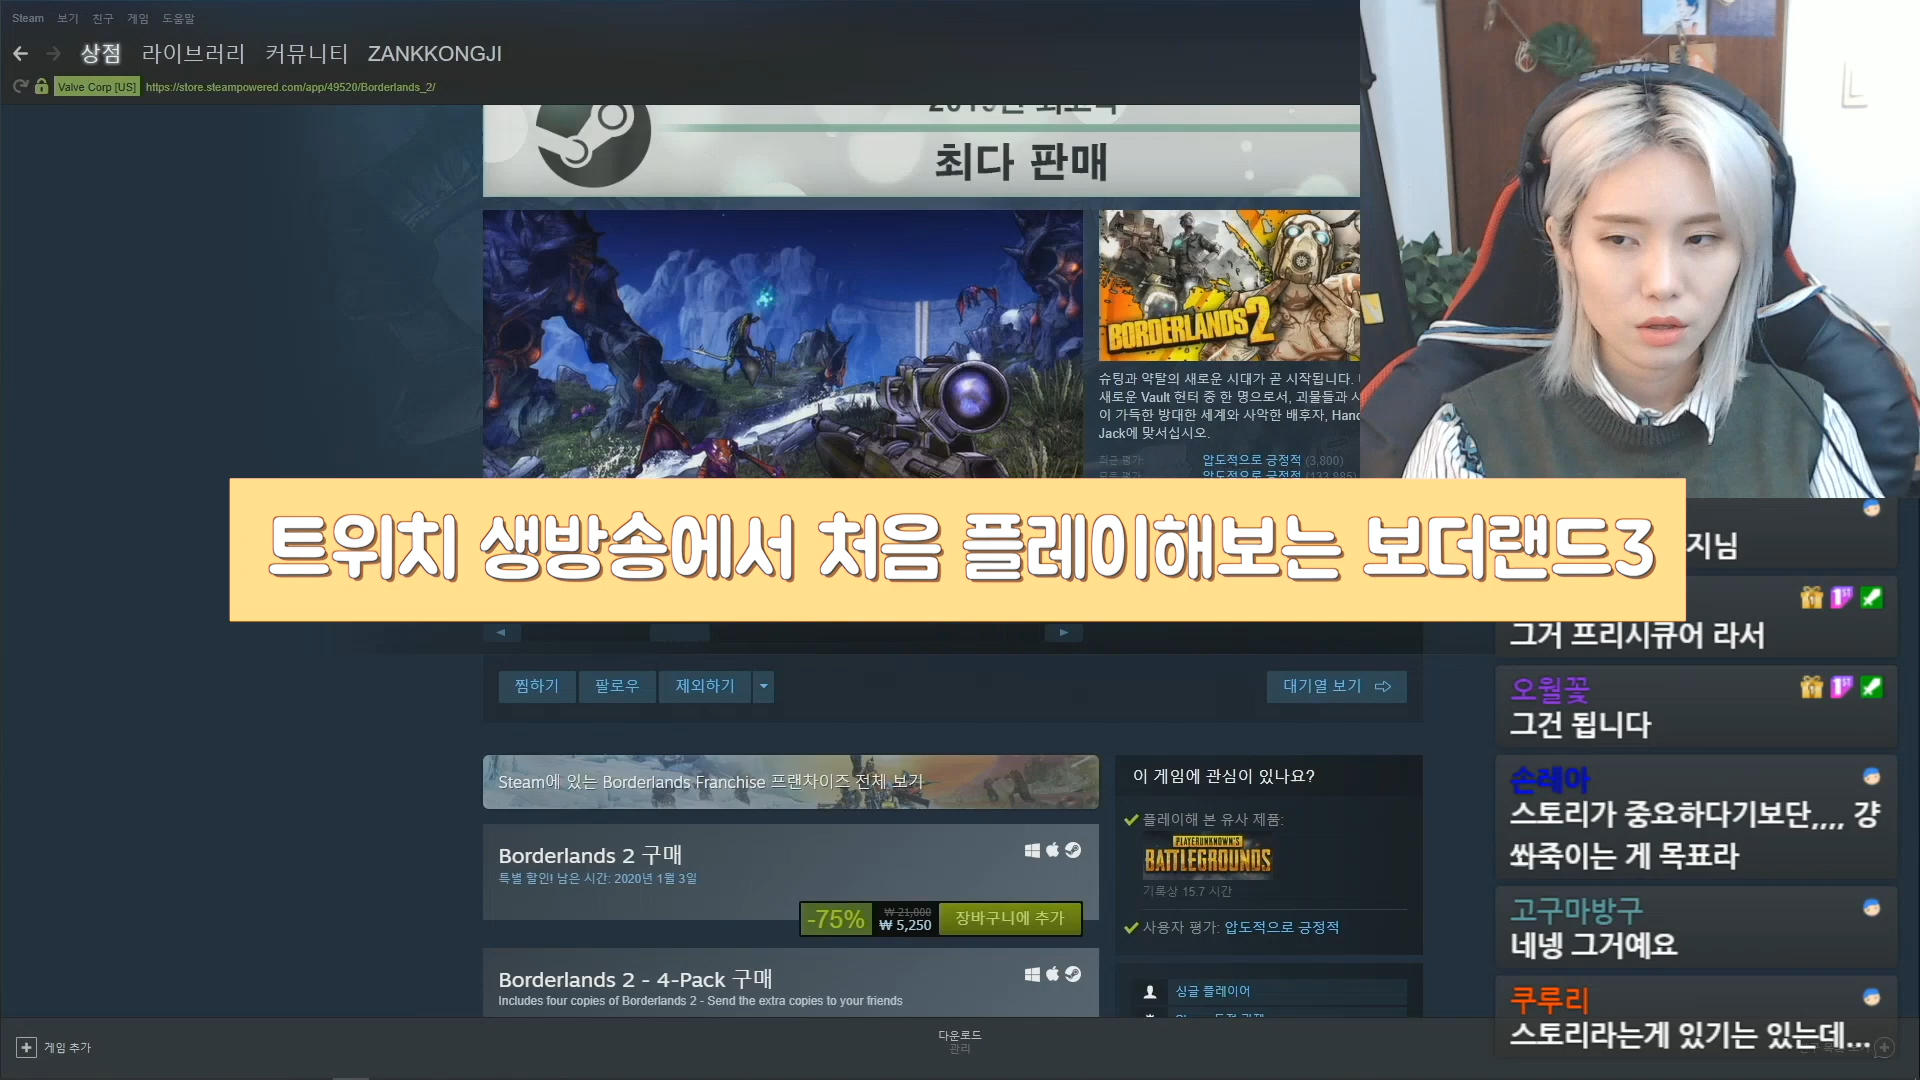 Steam 보기 친구 게임 도움말
상점 라이브러리 커뮤니티 ZANKKONGJI
Valve Corp [US] https://store.steampowered.com/app/49520/Borderlands_2/
최다 판매
BORDERLANDS 2
슈팅과 약탈의 새로운 시대가 곧 시작됩니다.
새로운 Vault 헌터 중 한 명으로서, 괴물들과
이 가득한 방대한 세계와 사악한 배후자,
Jack에 맞서십시오.
최근 평가: 압도적으로 긍정적 (3,800)
트위치 생방송에서 처음 플레이해보는 보더랜드3
지님
그거 프리시큐어 라서
찜하기 팔로우 제외하기 대기열 보기
오월꽃
그건 됩니다
Steam에 있는 Borderlands Franchise 프랜차이즈 전체 보기
이 게임에 관심이 있나요?
손레아
스토리가 중요하다기보단,,,, 걍
쏴죽이는 게 목표라
플레이해 본 유사 제품:
PLAYERUNKNOWN'S
BATTLEGROUNDS
기록상 15.7 시간
Borderlands 2 구매
특별 할인! 남은 시간: 2020년 1월 3일
-75% ₩ 21,000 ₩ 5,250 장바구니에 추가
사용자 평가: 압도적으로 긍정적
고구마방구
네넹 그거예요
Borderlands 2 - 4-Pack 구매
Includes four copies of Borderlands 2 - Send the extra copies to your friends
싱글 플레이어
쿠루리
스토리라는게 있기는 있는데...
게임 추가
다운로드
관리